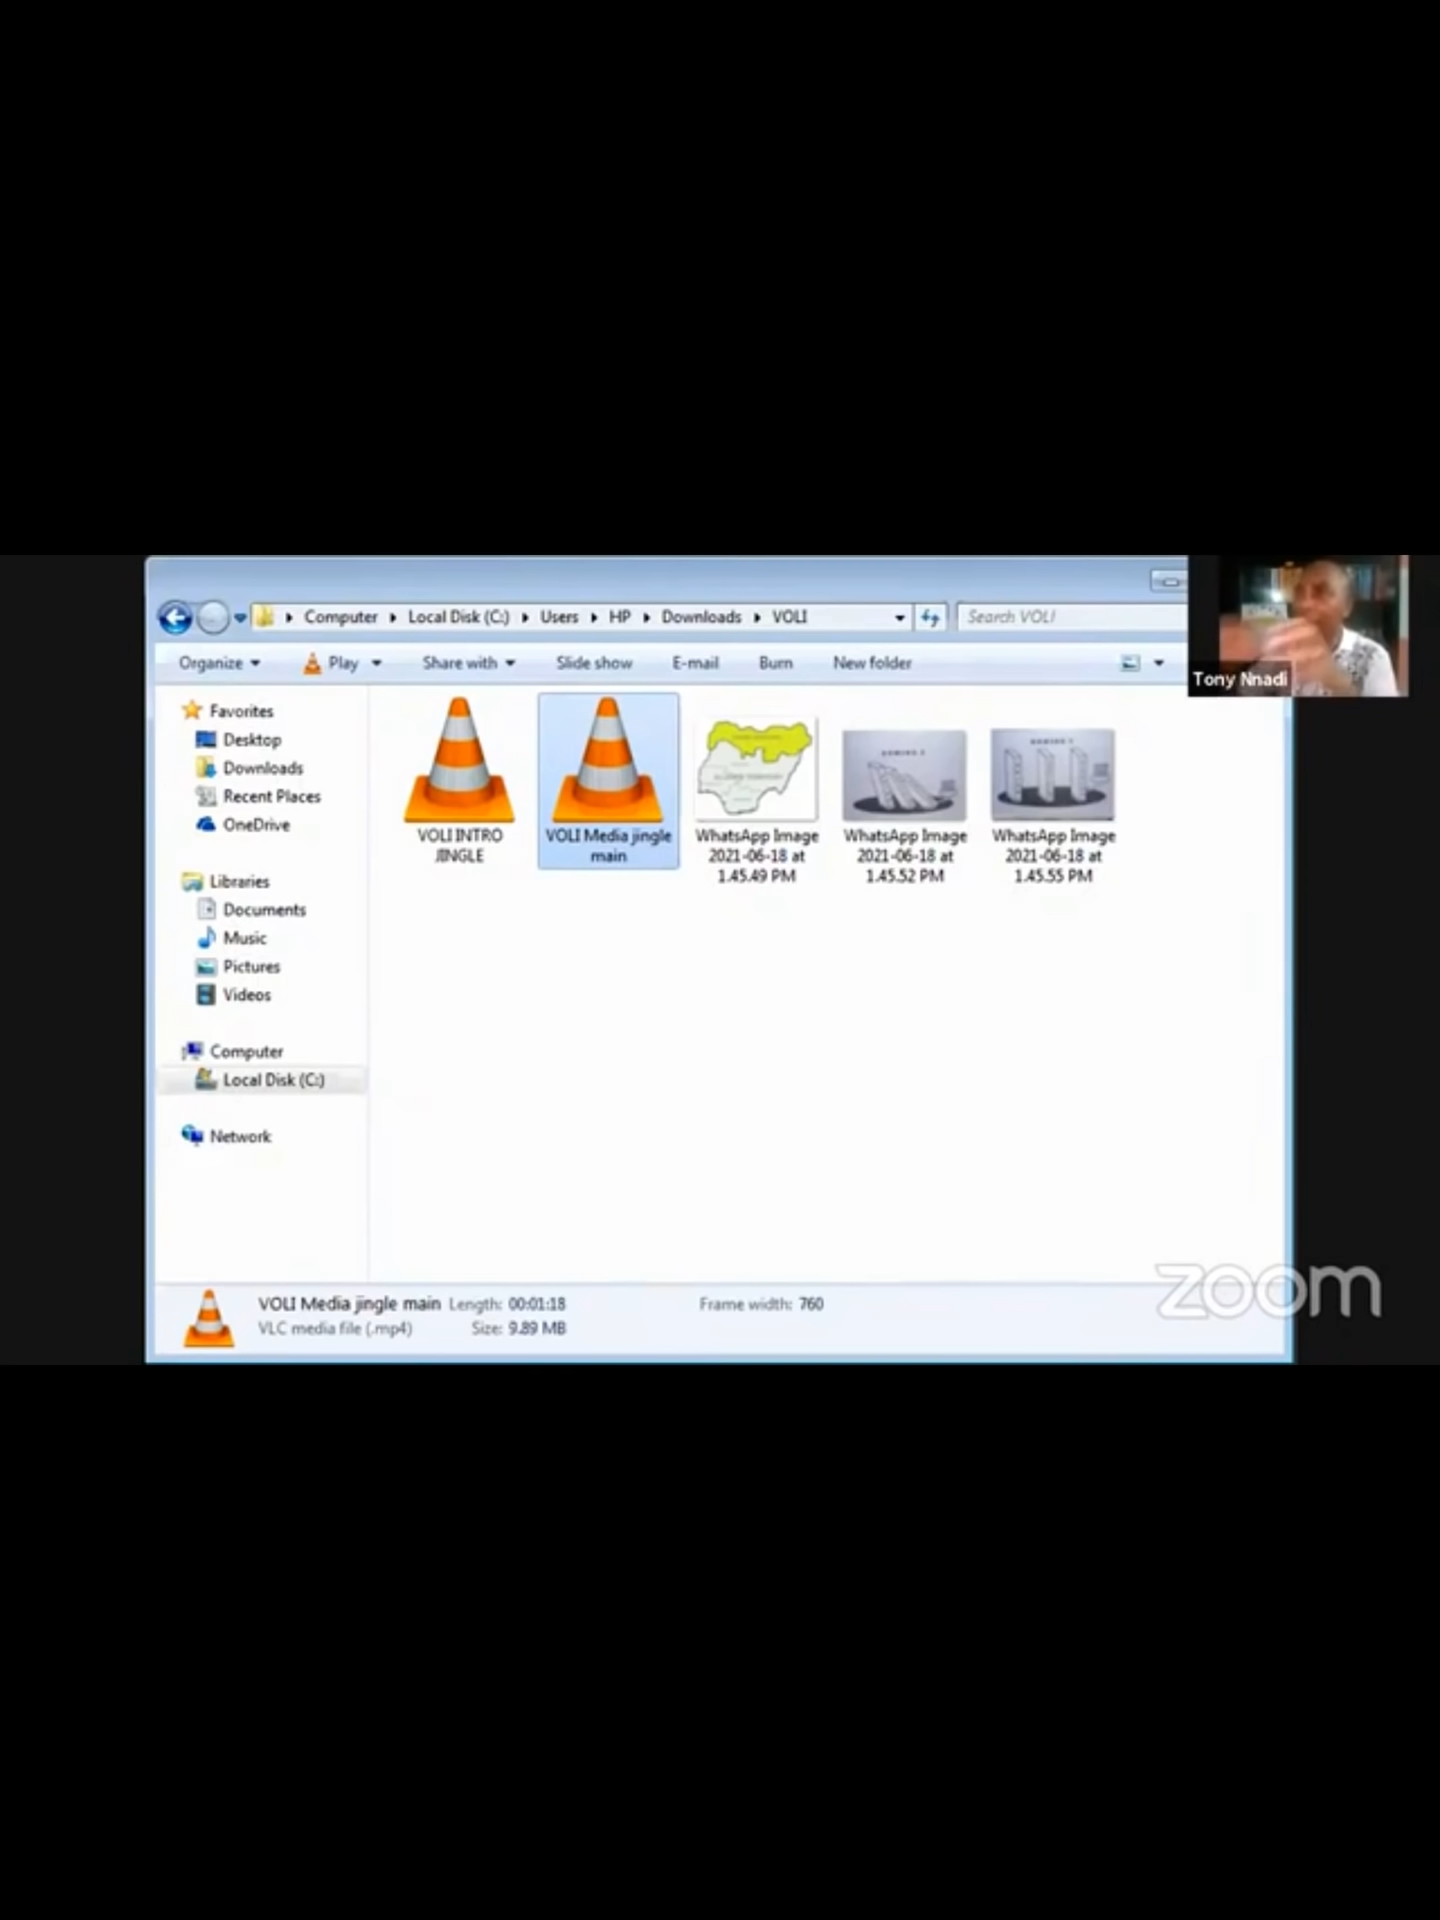 Computer ▸ Local Disk (C:) ▸ Users ▸ HP ▸ Downloads ▸ VOLI
Search VOLI
Organize Play Share with Slide show E-mail Burn New folder
Tony Nnadi
Favorites
Desktop
Downloads
Recent Places
OneDrive
Libraries
Documents
Music
Pictures
Videos
Computer
Local Disk (C:)
Network
VOLI INTRO
JINGLE
VOLI Media jingle
main
WhatsApp Image
2021-06-18 at
1.45.49 PM
WhatsApp Image
2021-06-18 at
1.45.52 PM
WhatsApp Image
2021-06-18 at
1.45.55 PM
VOLI Media jingle main Length: 00:01:18 Frame width: 760
VLC media file (.mp4) Size: 9.89 MB
zoom